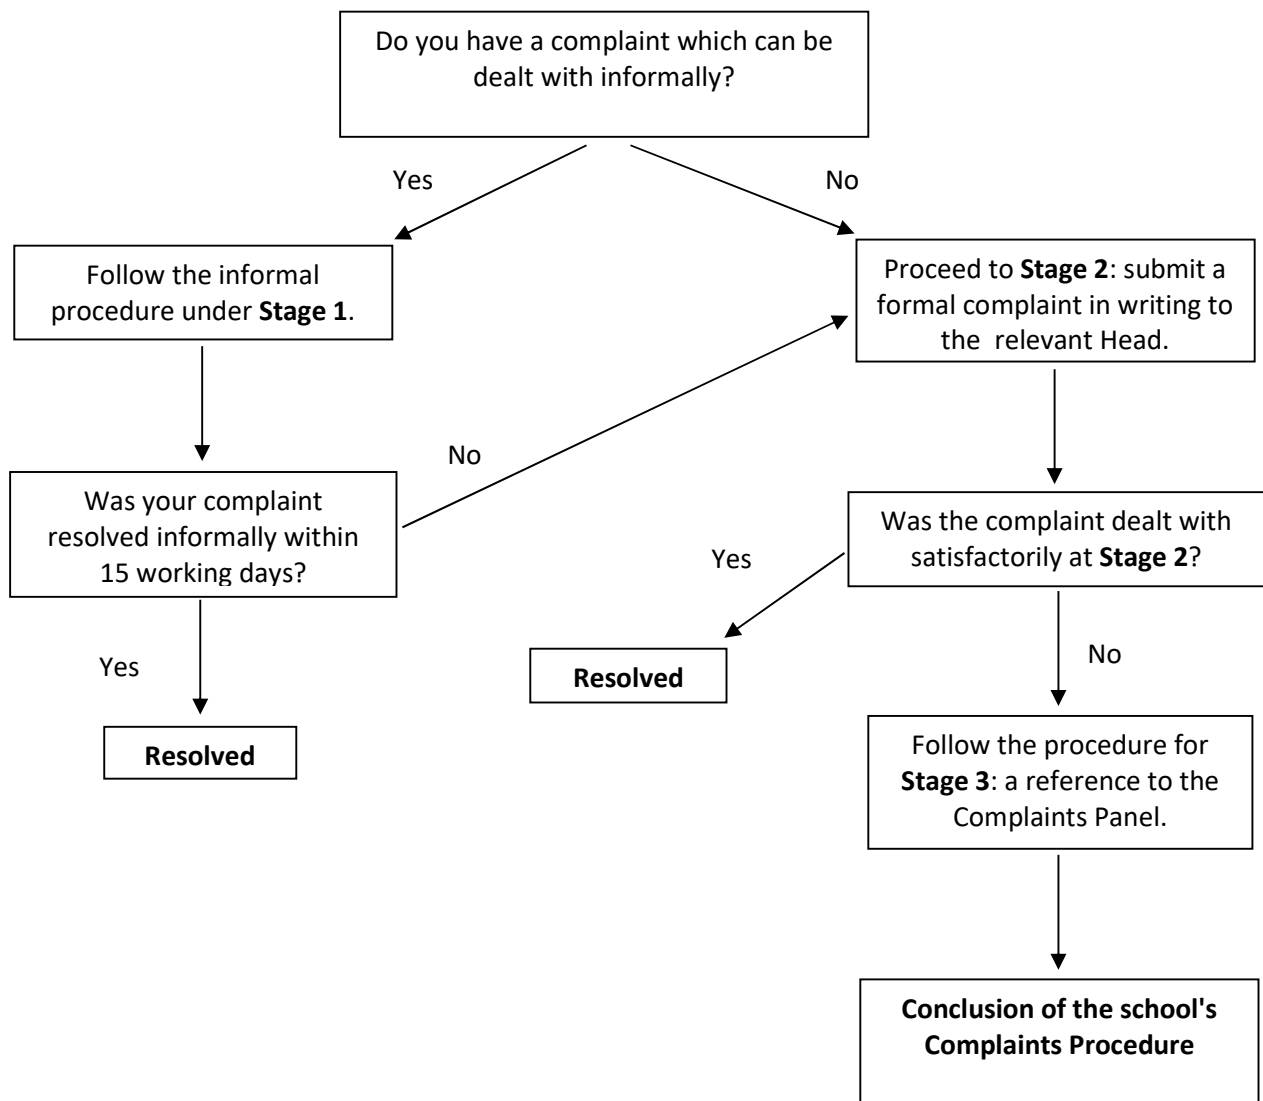 Do you have a complaint which can be
dealt with informally?
Yes
No
Follow the informal
procedure under Stage 1.
Proceed to Stage 2: submit a
formal complaint in writing to
the relevant Head.
No
Was your complaint
resolved informally within
15 working days?
Was the complaint dealt with
satisfactorily at Stage 2?
Yes
Yes
No
Resolved
Resolved
Follow the procedure for
Stage 3: a reference to the
Complaints Panel.
Conclusion of the school's
Complaints Procedure